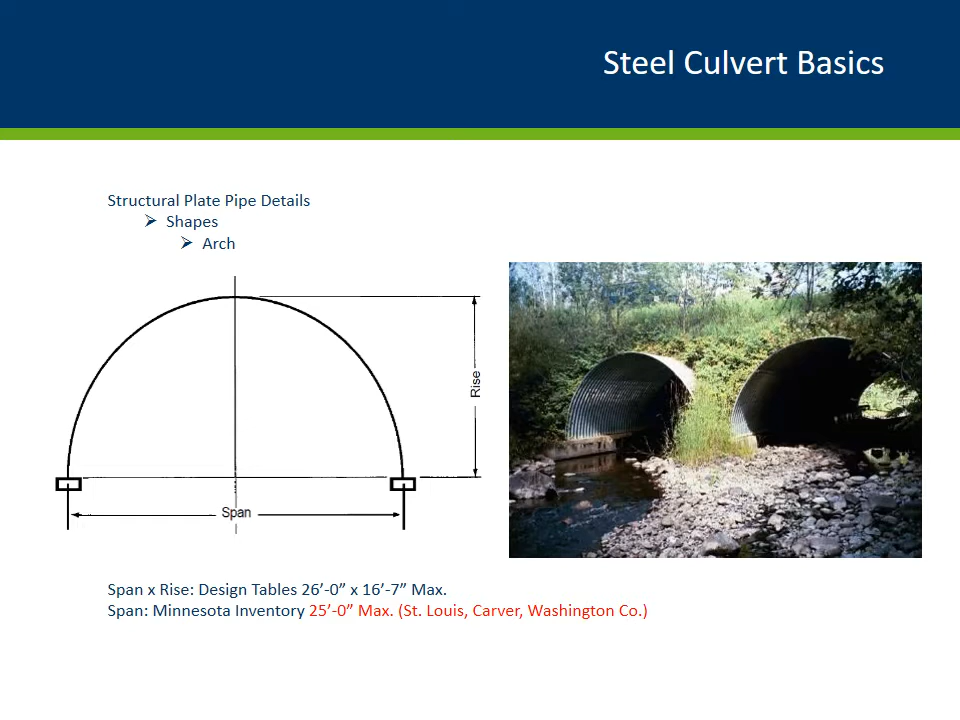 Steel Culvert Basics
Structural Plate Pipe Details
Shapes
Arch
Rise
Span
Span x Rise: Design Tables 26’-0” x 16’-7” Max.
Span: Minnesota Inventory 25’-0” Max. (St. Louis, Carver, Washington Co.)